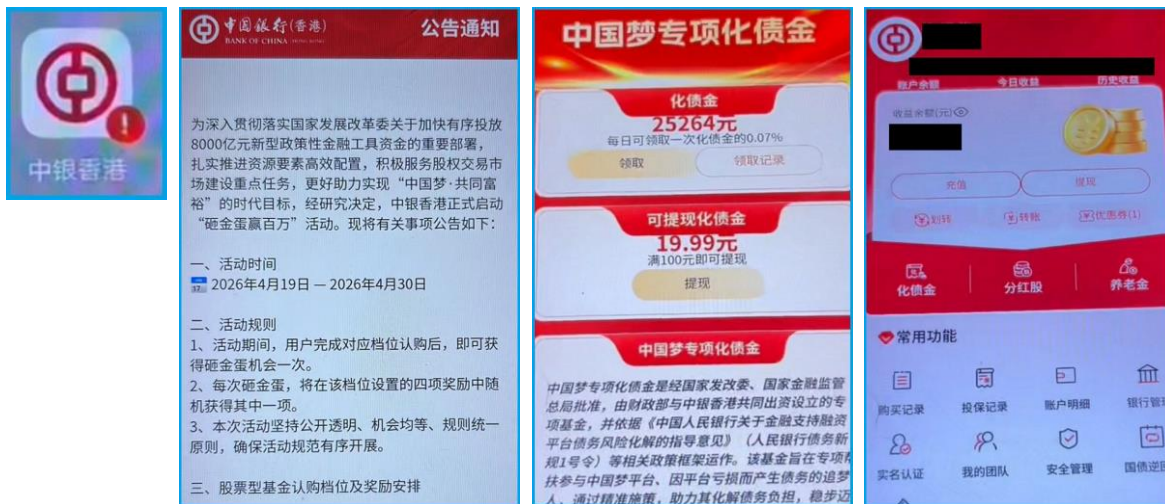 中银香港
中国银行(香港)
BANK OF CHINA (HONG KONG)
公告通知
为深入贯彻落实国家发展改革委关于加快有序投放
8000亿元新型政策性金融工具资金的重要部署,
扎实推进资源要素高效配置,积极服务股权交易市
场建设重点任务,更好助力实现“中国梦·共同富
裕”的时代目标,经研究决定,中银香港正式启动
“砸金蛋赢百万”活动。现将有关事项公告如下:
一、活动时间
2026年4月19日 — 2026年4月30日
二、活动规则
1、活动期间,用户完成对应档位认购后,即可获
得砸金蛋机会一次。
2、每次砸金蛋,将在该档位设置的四项奖励中随
机获得其中一项。
3、本次活动坚持公开透明、机会均等、规则统一
原则,确保活动规范有序开展。
三、股票型基金认购档位及奖励安排
中国梦专项化债金
化债金
25264元
每日可领取一次化债金的0.07%
领取
领取记录
可提现化债金
19.99元
满100元即可提现
提现
中国梦专项化债金
中国梦专项化债金是经国家发改委、国家金融监管
总局批准,由财政部与中银香港共同出资设立的专
项基金,并依据《中国人民银行关于金融支持融资
平台债务风险化解的指导意见》(人民银行债务新
规1号令)等相关政策框架运作。该基金旨在专项帮
扶参与中国梦平台、因平台亏损而产生债务的追梦
人,通过精准施策,助力其化解债务负担,稳步迈
账户余额
今日收益
历史收益
收益余额(元)
充值
提现
划转
转账
优惠券(1)
化债金
分红股
养老金
常用功能
购买记录
投保记录
账户明细
银行管理
实名认证
我的团队
安全管理
国债逆回